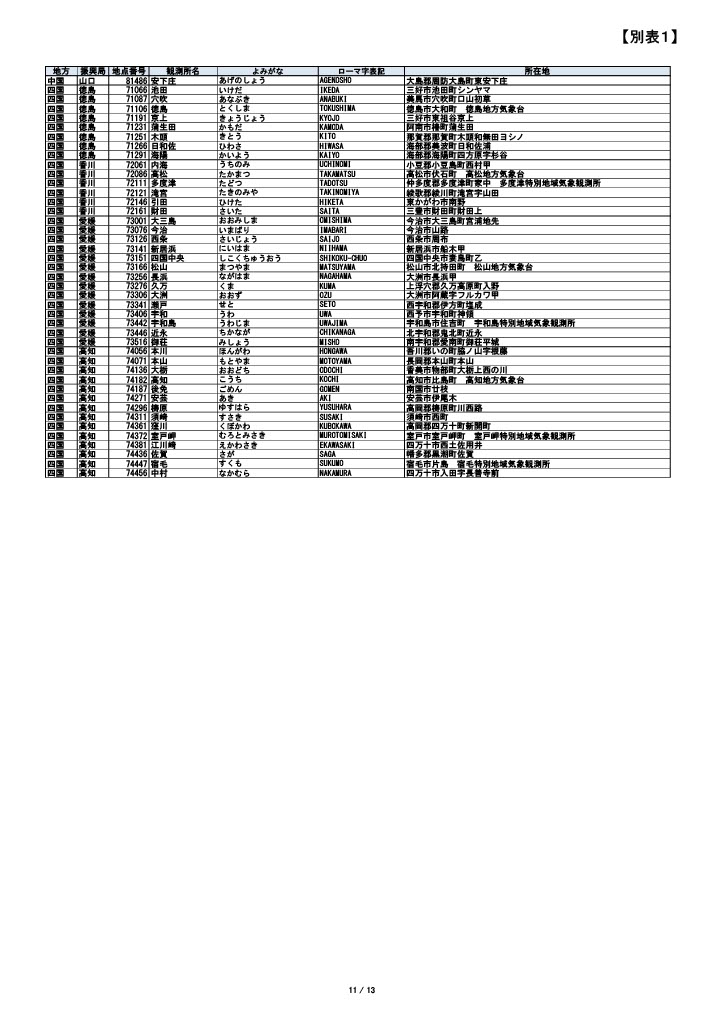 【別表1】
地方 振興局 地点番号 観測所名 よみがな ローマ字表記 所在地
中国 山口 81486 安下庄 あげのしょう AGENOSHO 大島郡周防大島町東安下庄
四国 徳島 71066 池田 いけだ IKEDA 三好市池田町シンヤマ
四国 徳島 71087 穴吹 あなぶき ANABUKI 美馬市穴吹町口山初草
四国 徳島 71106 徳島 とくしま TOKUSHIMA 徳島市大和町　徳島地方気象台
四国 徳島 71191 京上 きょうじょう KYOJO 三好市東祖谷京上
四国 徳島 71231 蒲生田 かもだ KAMODA 阿南市椿町蒲生田
四国 徳島 71251 木頭 きとう KITO 那賀郡那賀町木頭和無田ヨシノ
四国 徳島 71266 日和佐 ひわさ HIWASA 海部郡美波町日和佐浦
四国 徳島 71291 海陽 かいよう KAIYO 海部郡海陽町四方原字杉谷
四国 香川 72061 内海 うちのみ UCHINOMI 小豆郡小豆島町西村甲
四国 香川 72086 高松 たかまつ TAKAMATSU 高松市伏石町　高松地方気象台
四国 香川 72111 多度津 たどつ TADOTSU 仲多度郡多度津町家中　多度津特別地域気象観測所
四国 香川 72121 滝宮 たきのみや TAKINOMIYA 綾歌郡綾川町滝宮字山田
四国 香川 72146 引田 ひけた HIKETA 東かがわ市南野
四国 香川 72161 財田 さいた SAITA 三豊市財田町財田上
四国 愛媛 73001 大三島 おおみしま OMISHIMA 今治市大三島町宮浦地先
四国 愛媛 73076 今治 いまばり IMABARI 今治市山路
四国 愛媛 73126 西条 さいじょう SAIJO 西条市周布
四国 愛媛 73141 新居浜 にいはま NIIHAMA 新居浜市船木甲
四国 愛媛 73151 四国中央 しこくちゅうおう SHIKOKU-CHUO 四国中央市妻鳥町乙
四国 愛媛 73166 松山 まつやま MATSUYAMA 松山市北持田町　松山地方気象台
四国 愛媛 73256 長浜 ながはま NAGAHAMA 大洲市長浜甲
四国 愛媛 73276 久万 くま KUMA 上浮穴郡久万高原町入野
四国 愛媛 73306 大洲 おおず OZU 大洲市阿蔵字フルカワ甲
四国 愛媛 73341 瀬戸 せと SETO 西宇和郡伊方町塩成
四国 愛媛 73406 宇和 うわ UWA 西予市宇和町神領
四国 愛媛 73442 宇和島 うわじま UWAJIMA 宇和島市住吉町　宇和島特別地域気象観測所
四国 愛媛 73446 近永 ちかなが CHIKANAGA 北宇和郡鬼北町近永
四国 愛媛 73516 御荘 みしょう MISHO 南宇和郡愛南町御荘平城
四国 高知 74056 本川 ほんがわ HONGAWA 吾川郡いの町脇ノ山字根藤
四国 高知 74071 本山 もとやま MOTOYAMA 長岡郡本山町本山
四国 高知 74136 大栃 おおどち ODOCHI 香美市物部町大栃上西の川
四国 高知 74182 高知 こうち KOCHI 高知市比島町　高知地方気象台
四国 高知 74187 後免 ごめん GOMEN 南国市廿枝
四国 高知 74271 安芸 あき AKI 安芸市伊尾木
四国 高知 74296 梼原 ゆすはら YUSUHARA 高岡郡梼原町川西路
四国 高知 74311 須崎 すさき SUSAKI 須崎市西町
四国 高知 74361 窪川 くぼかわ KUBOKAWA 高岡郡四万十町新開町
四国 高知 74372 室戸岬 むろとみさき MUROTOMISAKI 室戸市室戸岬町　室戸岬特別地域気象観測所
四国 高知 74381 江川崎 えかわさき EKAWASAKI 四万十市西土佐用井
四国 高知 74436 佐賀 さが SAGA 幡多郡黒潮町佐賀
四国 高知 74447 宿毛 すくも SUKUMO 宿毛市片島　宿毛特別地域気象観測所
四国 高知 74456 中村 なかむら NAKAMURA 四万十市入田字長善寺前
11 / 13